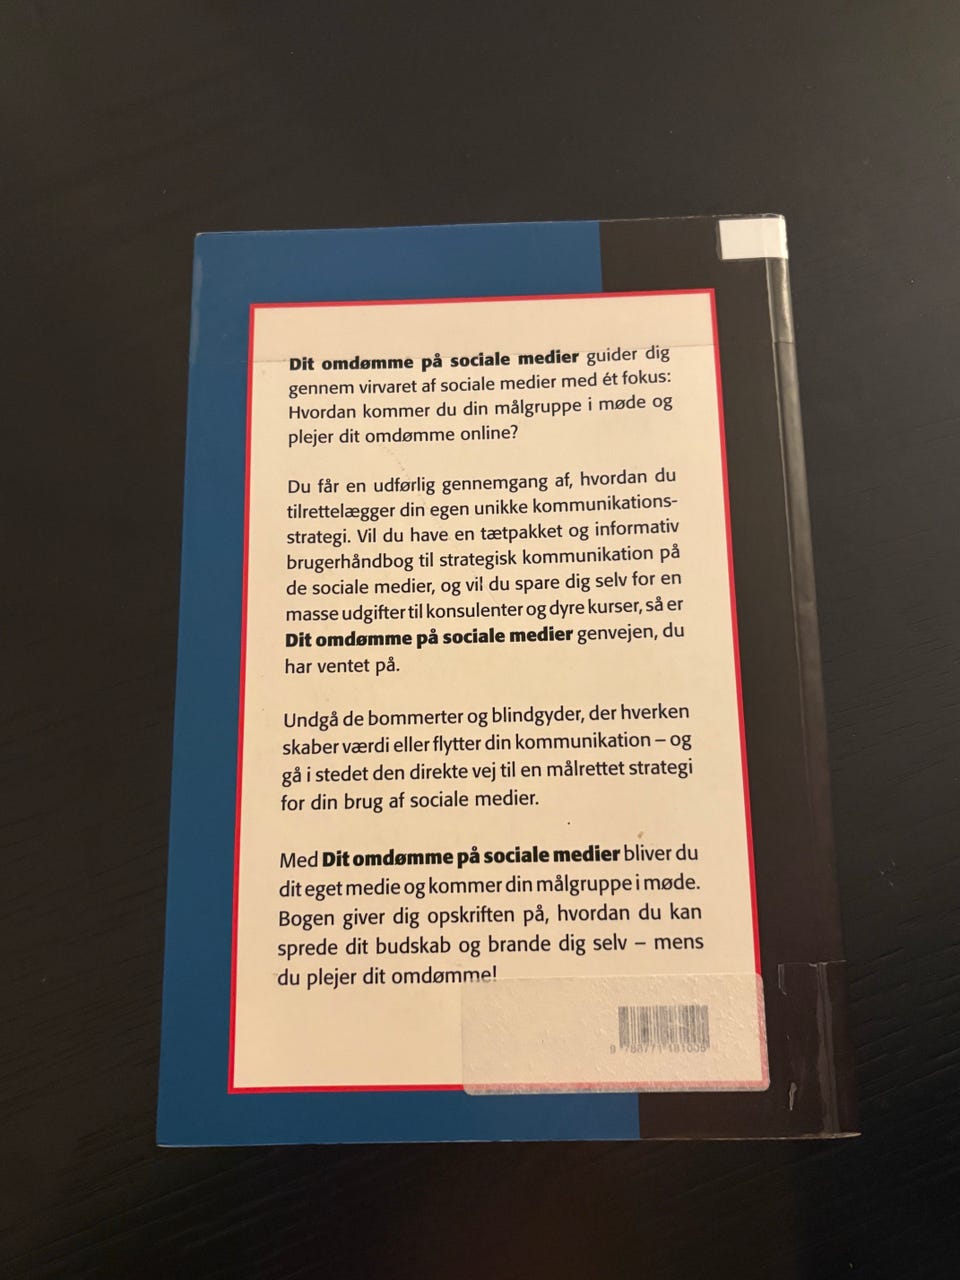 Dit omdømme på sociale medier guider dig
gennem virvaret af sociale medier med ét fokus:
Hvordan kommer du din målgruppe i møde og
plejer dit omdømme online?
Du får en udførlig gennemgang af, hvordan du
tilrettelægger din egen unikke kommunikations-
strategi. Vil du have en tætpakket og informativ
brugerhåndbog til strategisk kommunikation på
de sociale medier, og vil du spare dig selv for en
masse udgifter til konsulenter og dyre kurser, så er
Dit omdømme på sociale medier genvejen, du
har ventet på.
Undgå de bommerter og blindgyder, der hverken
skaber værdi eller flytter din kommunikation – og
gå i stedet den direkte vej til en målrettet strategi
for din brug af sociale medier.
Med Dit omdømme på sociale medier bliver du
dit eget medie og kommer din målgruppe i møde.
Bogen giver dig opskriften på, hvordan du kan
sprede dit budskab og brande dig selv – mens
du plejer dit omdømme!